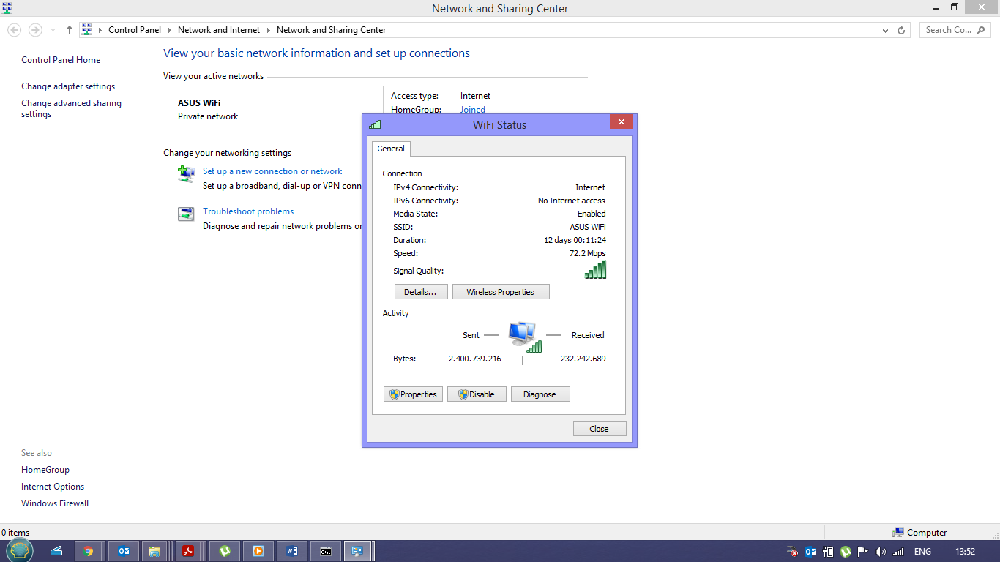 Network and Sharing Center
Control Panel Network and Internet Network and Sharing Center
Search Co...
Control Panel Home
Change adapter settings
Change advanced sharing
settings
View your basic network information and set up connections
View your active networks
ASUS WiFi
Private network
Access type: Internet
HomeGroup: Joined
Change your networking settings
Set up a new connection or network
Set up a broadband, dial-up or VPN conn
Troubleshoot problems
Diagnose and repair network problems or
WiFi Status
General
Connection
IPv4 Connectivity: Internet
IPv6 Connectivity: No Internet access
Media State: Enabled
SSID: ASUS WiFi
Duration: 12 days 00:11:24
Speed: 72.2 Mbps
Signal Quality:
Details... Wireless Properties
Activity
Sent Received
Bytes: 2.400.739.216 232.242.689
Properties Disable Diagnose
Close
See also
HomeGroup
Internet Options
Windows Firewall
0 items Computer
ENG 13:52